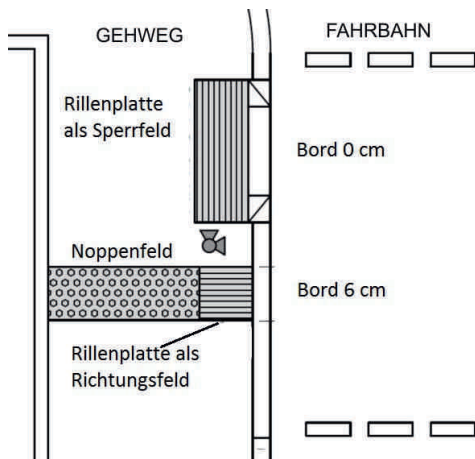 GEHWEG
FAHRBAHN
Rillenplatte
als Sperrfeld
Bord 0 cm
Noppenfeld
Bord 6 cm
Rillenplatte als
Richtungsfeld